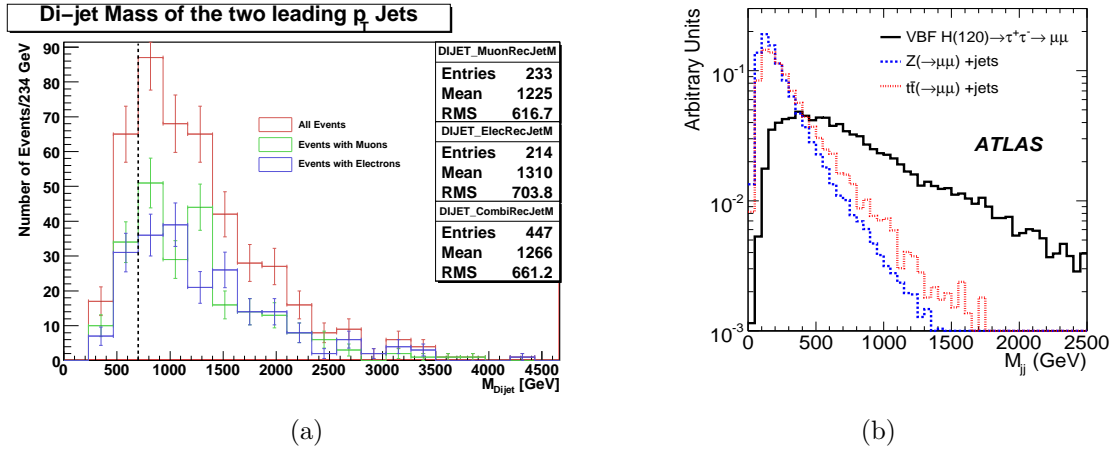 Di-jet Mass of the two leading p_T Jets
Number of Events/234 GeV
90
80
70
60
50
40
30
20
10
0
0 500 1000 1500 2000 2500 3000 3500 4000 4500
M_Dijet [GeV]
All Events
Events with Muons
Events with Electrons
DIJET_MuonRecJetM
Entries 233
Mean 1225
RMS 616.7
DIJET_ElecRecJetM
Entries 214
Mean 1310
RMS 703.8
DIJET_CombiRecJetM
Entries 447
Mean 1266
RMS 661.2
(a)
Arbitrary Units
10^-1
10^-2
10^-3
VBF H(120)→τ⁺τ⁻→ μμ
Z(→μμ) +jets
tt̄(→μμ) +jets
ATLAS
0 500 1000 1500 2000 2500
M_jj (GeV)
(b)